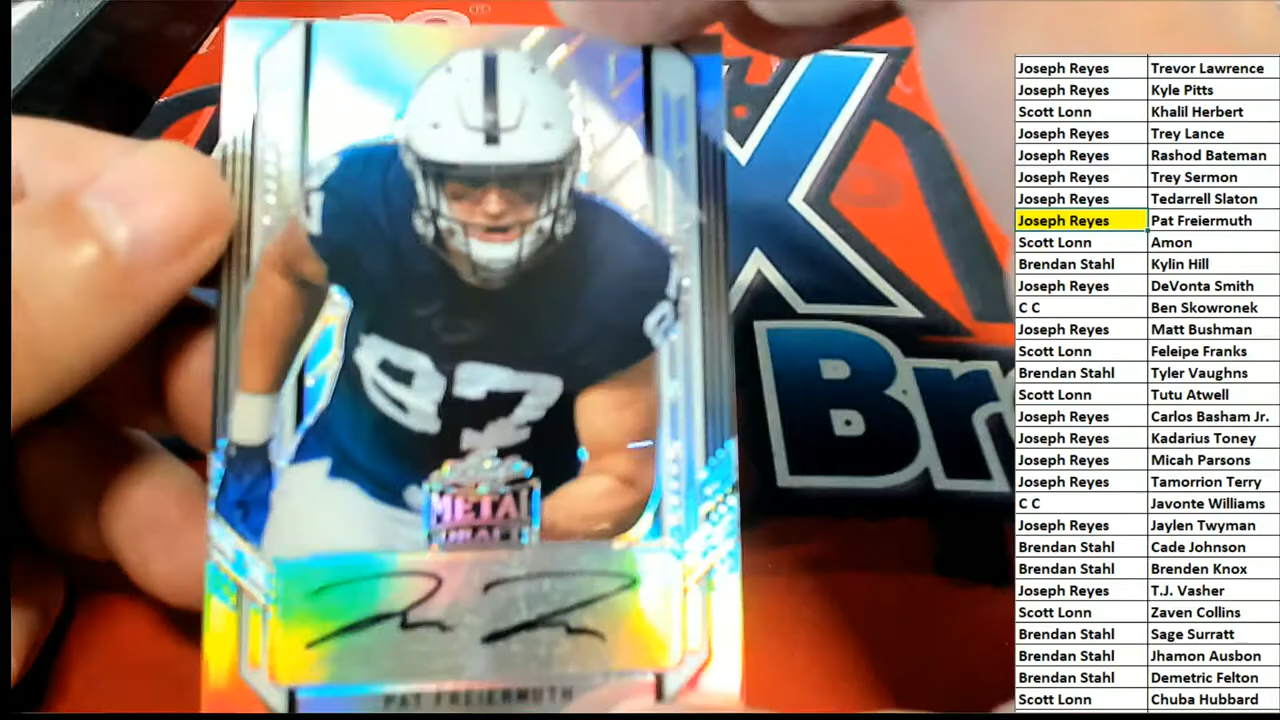 87
METAL
DRAFT
PAT FREIERMUTH
X
Br
®
Joseph Reyes Trevor Lawrence
Joseph Reyes Kyle Pitts
Scott Lonn Khalil Herbert
Joseph Reyes Trey Lance
Joseph Reyes Rashod Bateman
Joseph Reyes Trey Sermon
Joseph Reyes Tedarrell Slaton
Joseph Reyes Pat Freiermuth
Scott Lonn Amon
Brendan Stahl Kylin Hill
Joseph Reyes DeVonta Smith
C C Ben Skowronek
Joseph Reyes Matt Bushman
Scott Lonn Feleipe Franks
Brendan Stahl Tyler Vaughns
Scott Lonn Tutu Atwell
Joseph Reyes Carlos Basham Jr.
Joseph Reyes Kadarius Toney
Joseph Reyes Micah Parsons
Joseph Reyes Tamorrion Terry
C C Javonte Williams
Joseph Reyes Jaylen Twyman
Brendan Stahl Cade Johnson
Brendan Stahl Brenden Knox
Joseph Reyes T.J. Vasher
Scott Lonn Zaven Collins
Brendan Stahl Sage Surratt
Brendan Stahl Jhamon Ausbon
Brendan Stahl Demetric Felton
Scott Lonn Chuba Hubbard